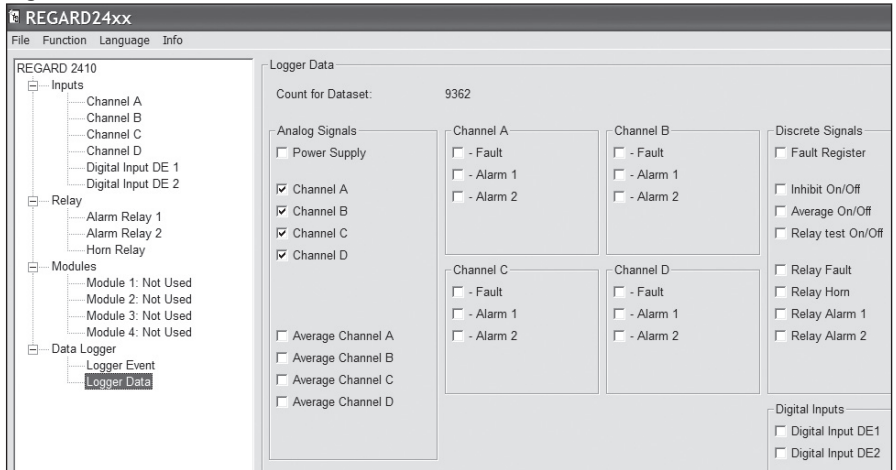 REGARD24xx
File Function Language Info
REGARD 2410
Inputs
Channel A
Channel B
Channel C
Channel D
Digital Input DE 1
Digital Input DE 2
Relay
Alarm Relay 1
Alarm Relay 2
Horn Relay
Modules
Module 1: Not Used
Module 2: Not Used
Module 3: Not Used
Module 4: Not Used
Data Logger
Logger Event
Logger Data
Logger Data
Count for Dataset: 9362
Analog Signals
Power Supply
Channel A
Channel B
Channel C
Channel D
Average Channel A
Average Channel B
Average Channel C
Average Channel D
Channel A
- Fault
- Alarm 1
- Alarm 2
Channel B
- Fault
- Alarm 1
- Alarm 2
Channel C
- Fault
- Alarm 1
- Alarm 2
Channel D
- Fault
- Alarm 1
- Alarm 2
Discrete Signals
Fault Register
Inhibit On/Off
Average On/Off
Relay test On/Off
Relay Fault
Relay Horn
Relay Alarm 1
Relay Alarm 2
Digital Inputs
Digital Input DE1
Digital Input DE2